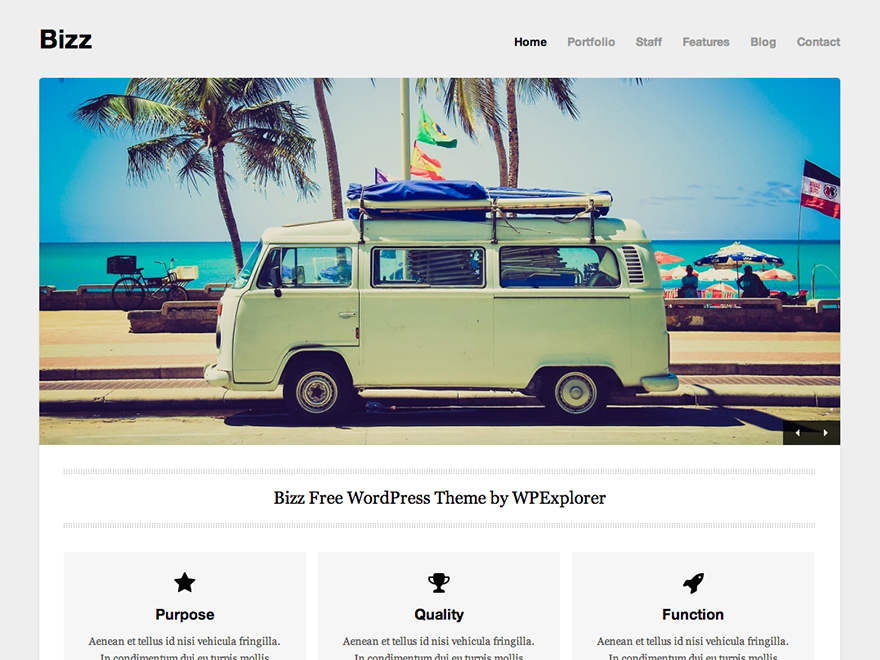 Bizz
Home Portfolio Staff Features Blog Contact
Bizz Free WordPress Theme by WPExplorer
Purpose Quality Function
Aenean et tellus id nisi vehicula fringilla. Aenean et tellus id nisi vehicula fringilla. Aenean et tellus id nisi vehicula fringilla.
In condimentum dui eu turpis mollis In condimentum dui eu turpis mollis In condimentum dui eu turpis mollis